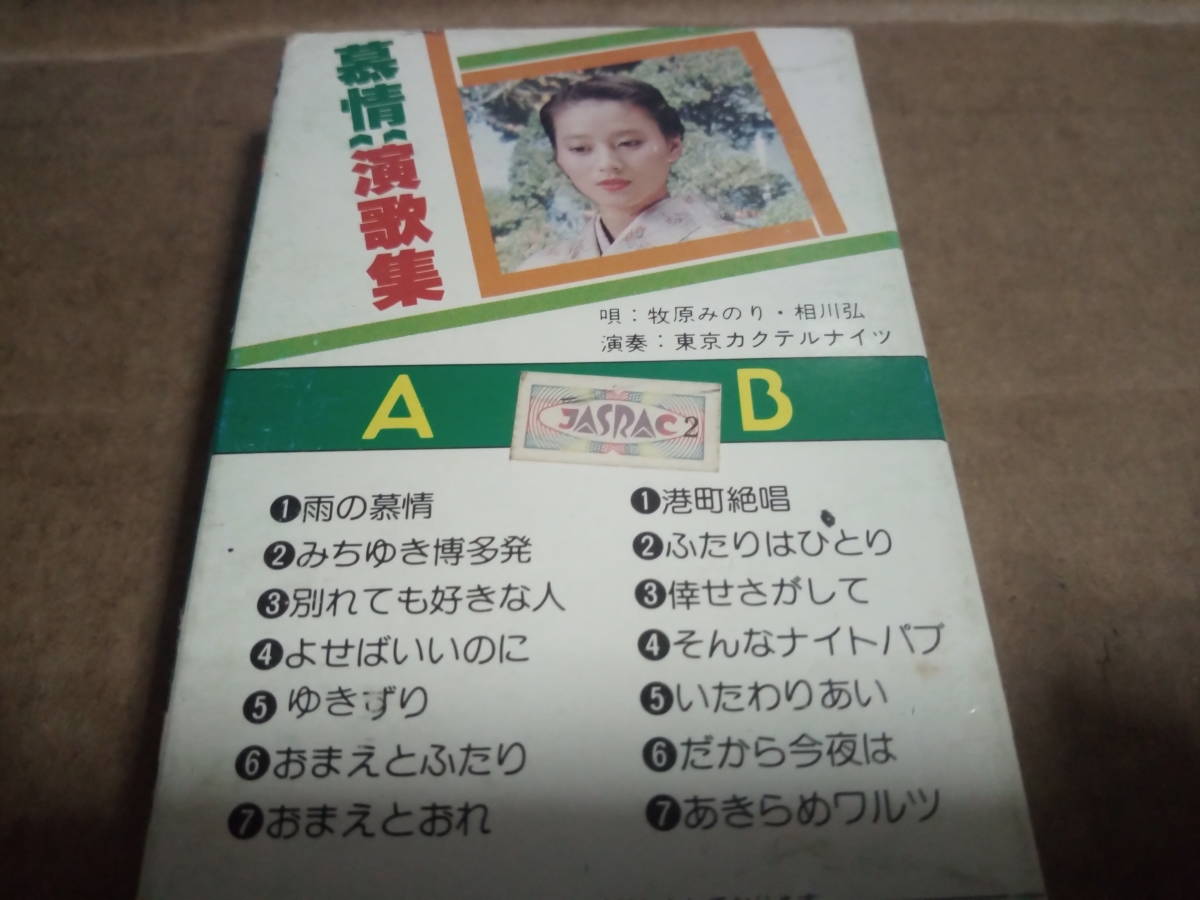 慕情
演歌集
唄：牧原みのり・相川弘
演奏：東京カクテルナイツ
A
JASRAC 2
B
❶雨の慕情
❷みちゆき博多発
❸別れても好きな人
❹よせばいいのに
❺ゆきずり
❻おまえとふたり
❼おまえとおれ
❶港町絶唱
❷ふたりはひとり
❸倖せさがして
❹そんなナイトパブ
❺いたわりあい
❻だから今夜は
❼あきらめワルツ